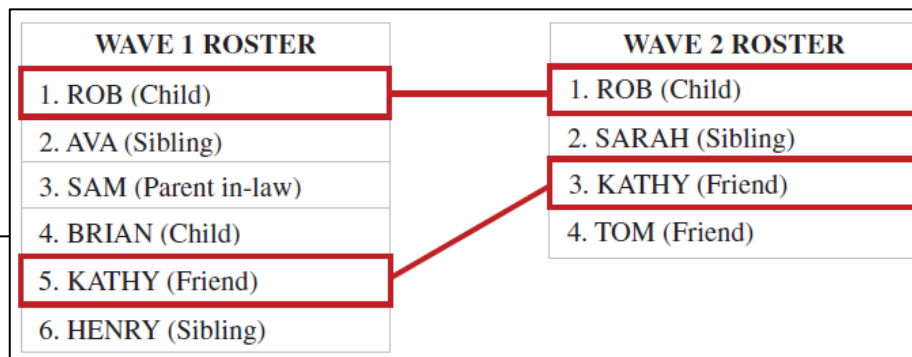 WAVE 1 ROSTER
1. ROB (Child)
2. AVA (Sibling)
3. SAM (Parent in-law)
4. BRIAN (Child)
5. KATHY (Friend)
6. HENRY (Sibling)
WAVE 2 ROSTER
1. ROB (Child)
2. SARAH (Sibling)
3. KATHY (Friend)
4. TOM (Friend)